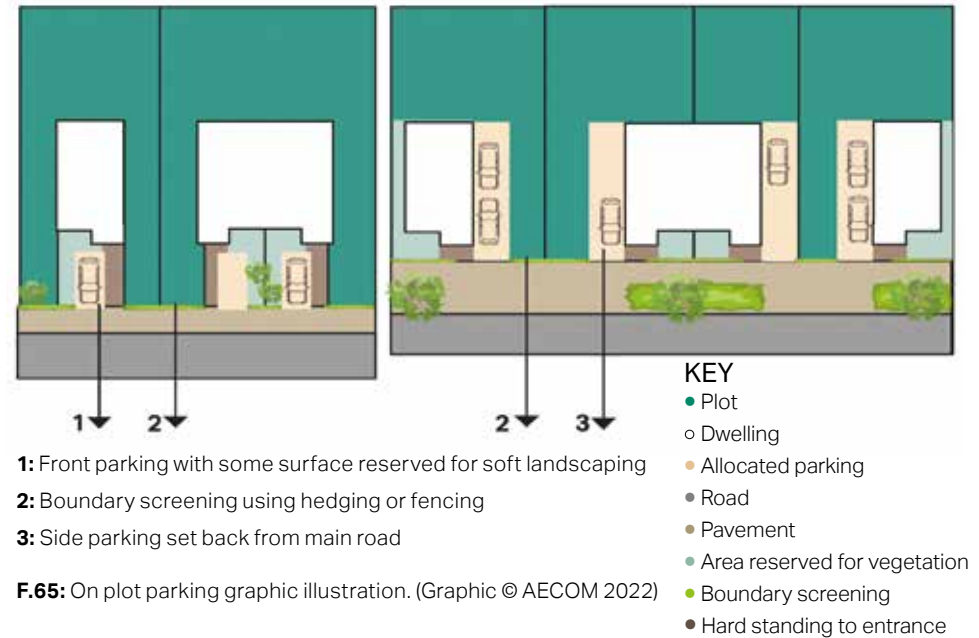 1 2 2 3
1: Front parking with some surface reserved for soft landscaping
2: Boundary screening using hedging or fencing
3: Side parking set back from main road
F.65: On plot parking graphic illustration. (Graphic © AECOM 2022)
KEY
Plot
Dwelling
Allocated parking
Road
Pavement
Area reserved for vegetation
Boundary screening
Hard standing to entrance